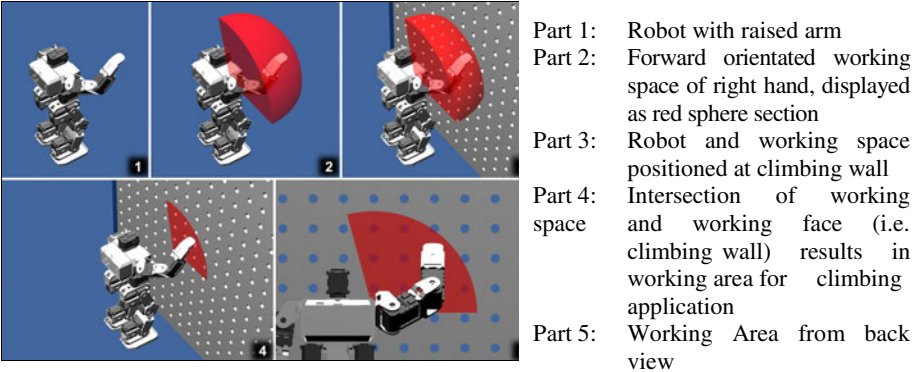 1
2
4
Part 1: Robot with raised arm
Part 2: Forward orientated working
space of right hand, displayed
as red sphere section
Part 3: Robot and working space
positioned at climbing wall
Part 4: Intersection of working
space and working face (i.e.
climbing wall) results in
working area for climbing
application
Part 5: Working Area from back
view